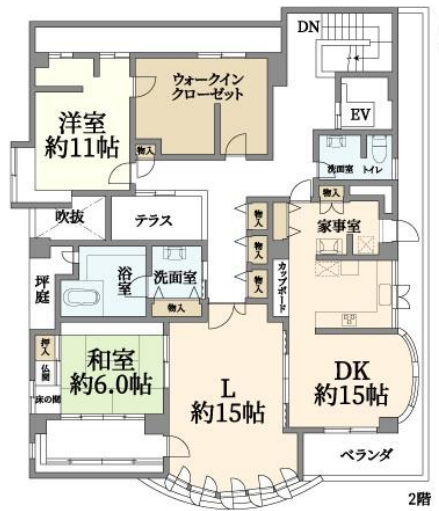 DN
ウォークイン
クローゼット
EV
洋室
約11帖
物入
洗面室
トイレ
物入
吹抜
テラス
物入
物入
物入
家事室
坪庭
浴室
洗面室
物入
カップボード
押入
仏間
床の間
和室
約6.0帖
L
約15帖
DK
約15帖
ベランダ
2階